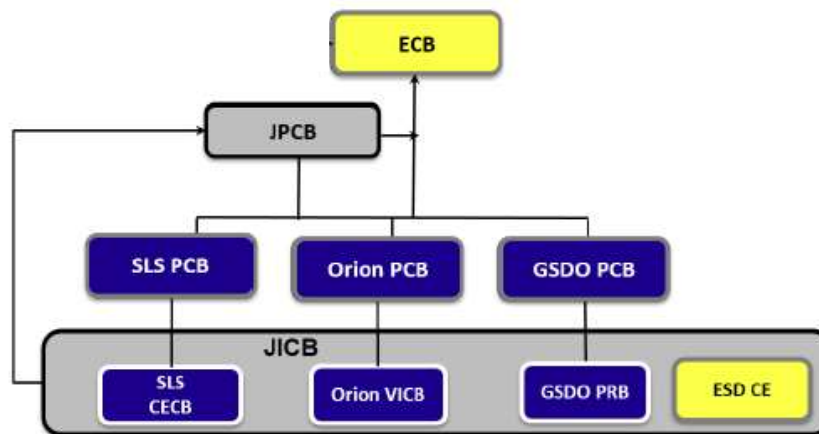 ECB
JPCB
SLS PCB
Orion PCB
GSDO PCB
JICB
SLS
CECB
Orion VICB
GSDO PRB
ESD CE